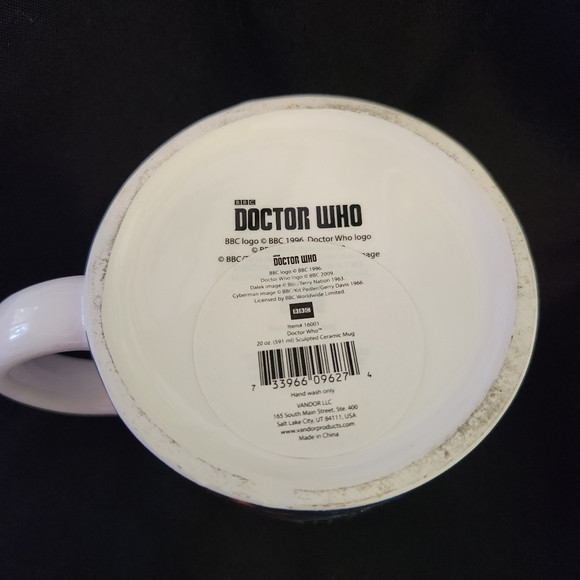 BBC
DOCTOR WHO
BBC logo © BBC 1996. Doctor Who logo
© BBC/
DOCTOR WHO
BBC logo © BBC 1996.
Doctor Who logo © BBC 2009.
Dalek image © BBC/Terry Nation 1963.
Cyberman image © BBC/Kit Pedler/Gerry Davis 1966.
Licensed by BBC Worldwide Limited.
BBC
Item# 16001
Doctor Who™
20 oz. (591 ml) Sculpted Ceramic Mug
7 33966 09627 4
Hand wash only
VANDOR LLC
165 South Main Street, Ste. 400
Salt Lake City, UT 84111, USA
www.vandorproducts.com
Made in China